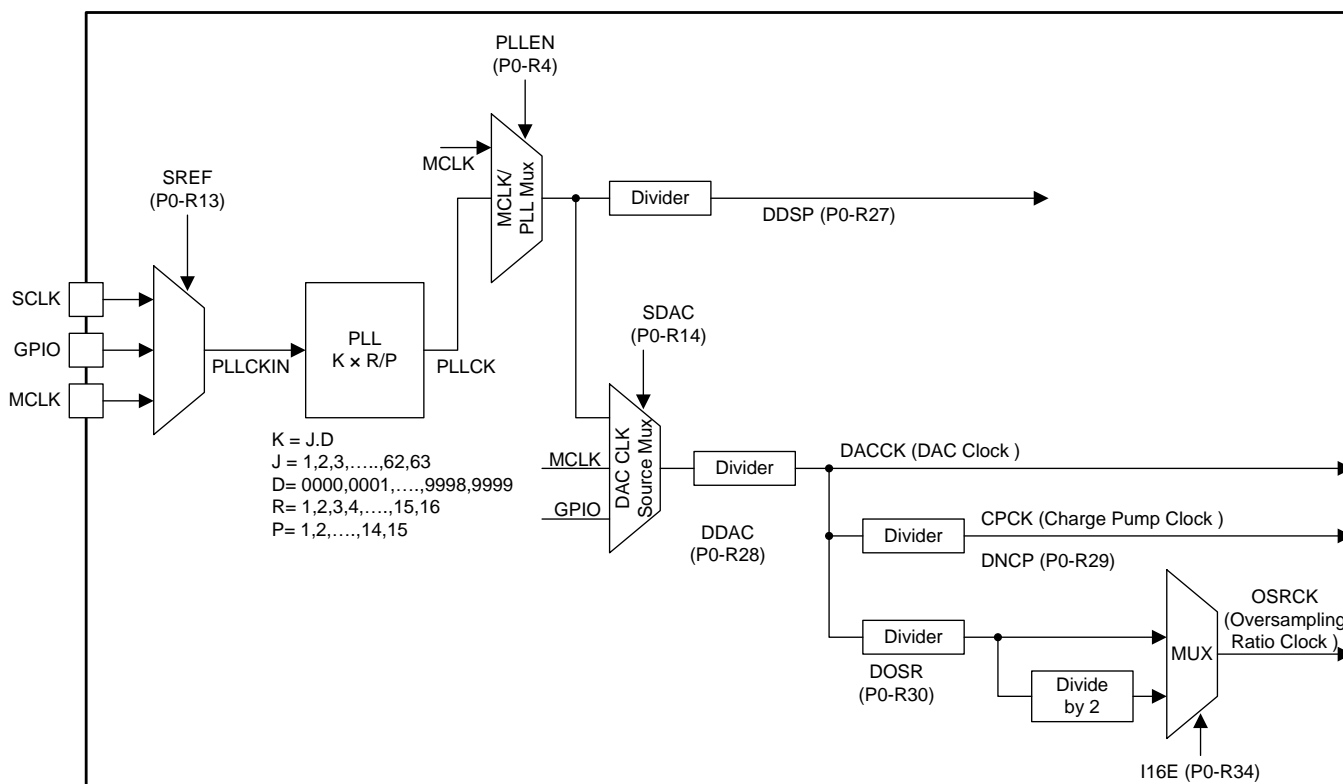 PLLEN
(P0-R4)
MCLK
MCLK/
PLL Mux
Divider
DDSP (P0-R27)
SREF
(P0-R13)
SCLK
GPIO
MCLK
PLLCKIN
PLL
K × R/P
PLLCK
K = J.D
J = 1,2,3,.....,62,63
D= 0000,0001,....,9998,9999
R= 1,2,3,4,....,15,16
P= 1,2,....,14,15
SDAC
(P0-R14)
MCLK
GPIO
DAC CLK
Source Mux
Divider
DDAC
(P0-R28)
DACCK (DAC Clock )
Divider
CPCK (Charge Pump Clock )
DNCP (P0-R29)
Divider
DOSR
(P0-R30)
Divide
by 2
MUX
OSRCK
(Oversampling
Ratio Clock )
I16E (P0-R34)